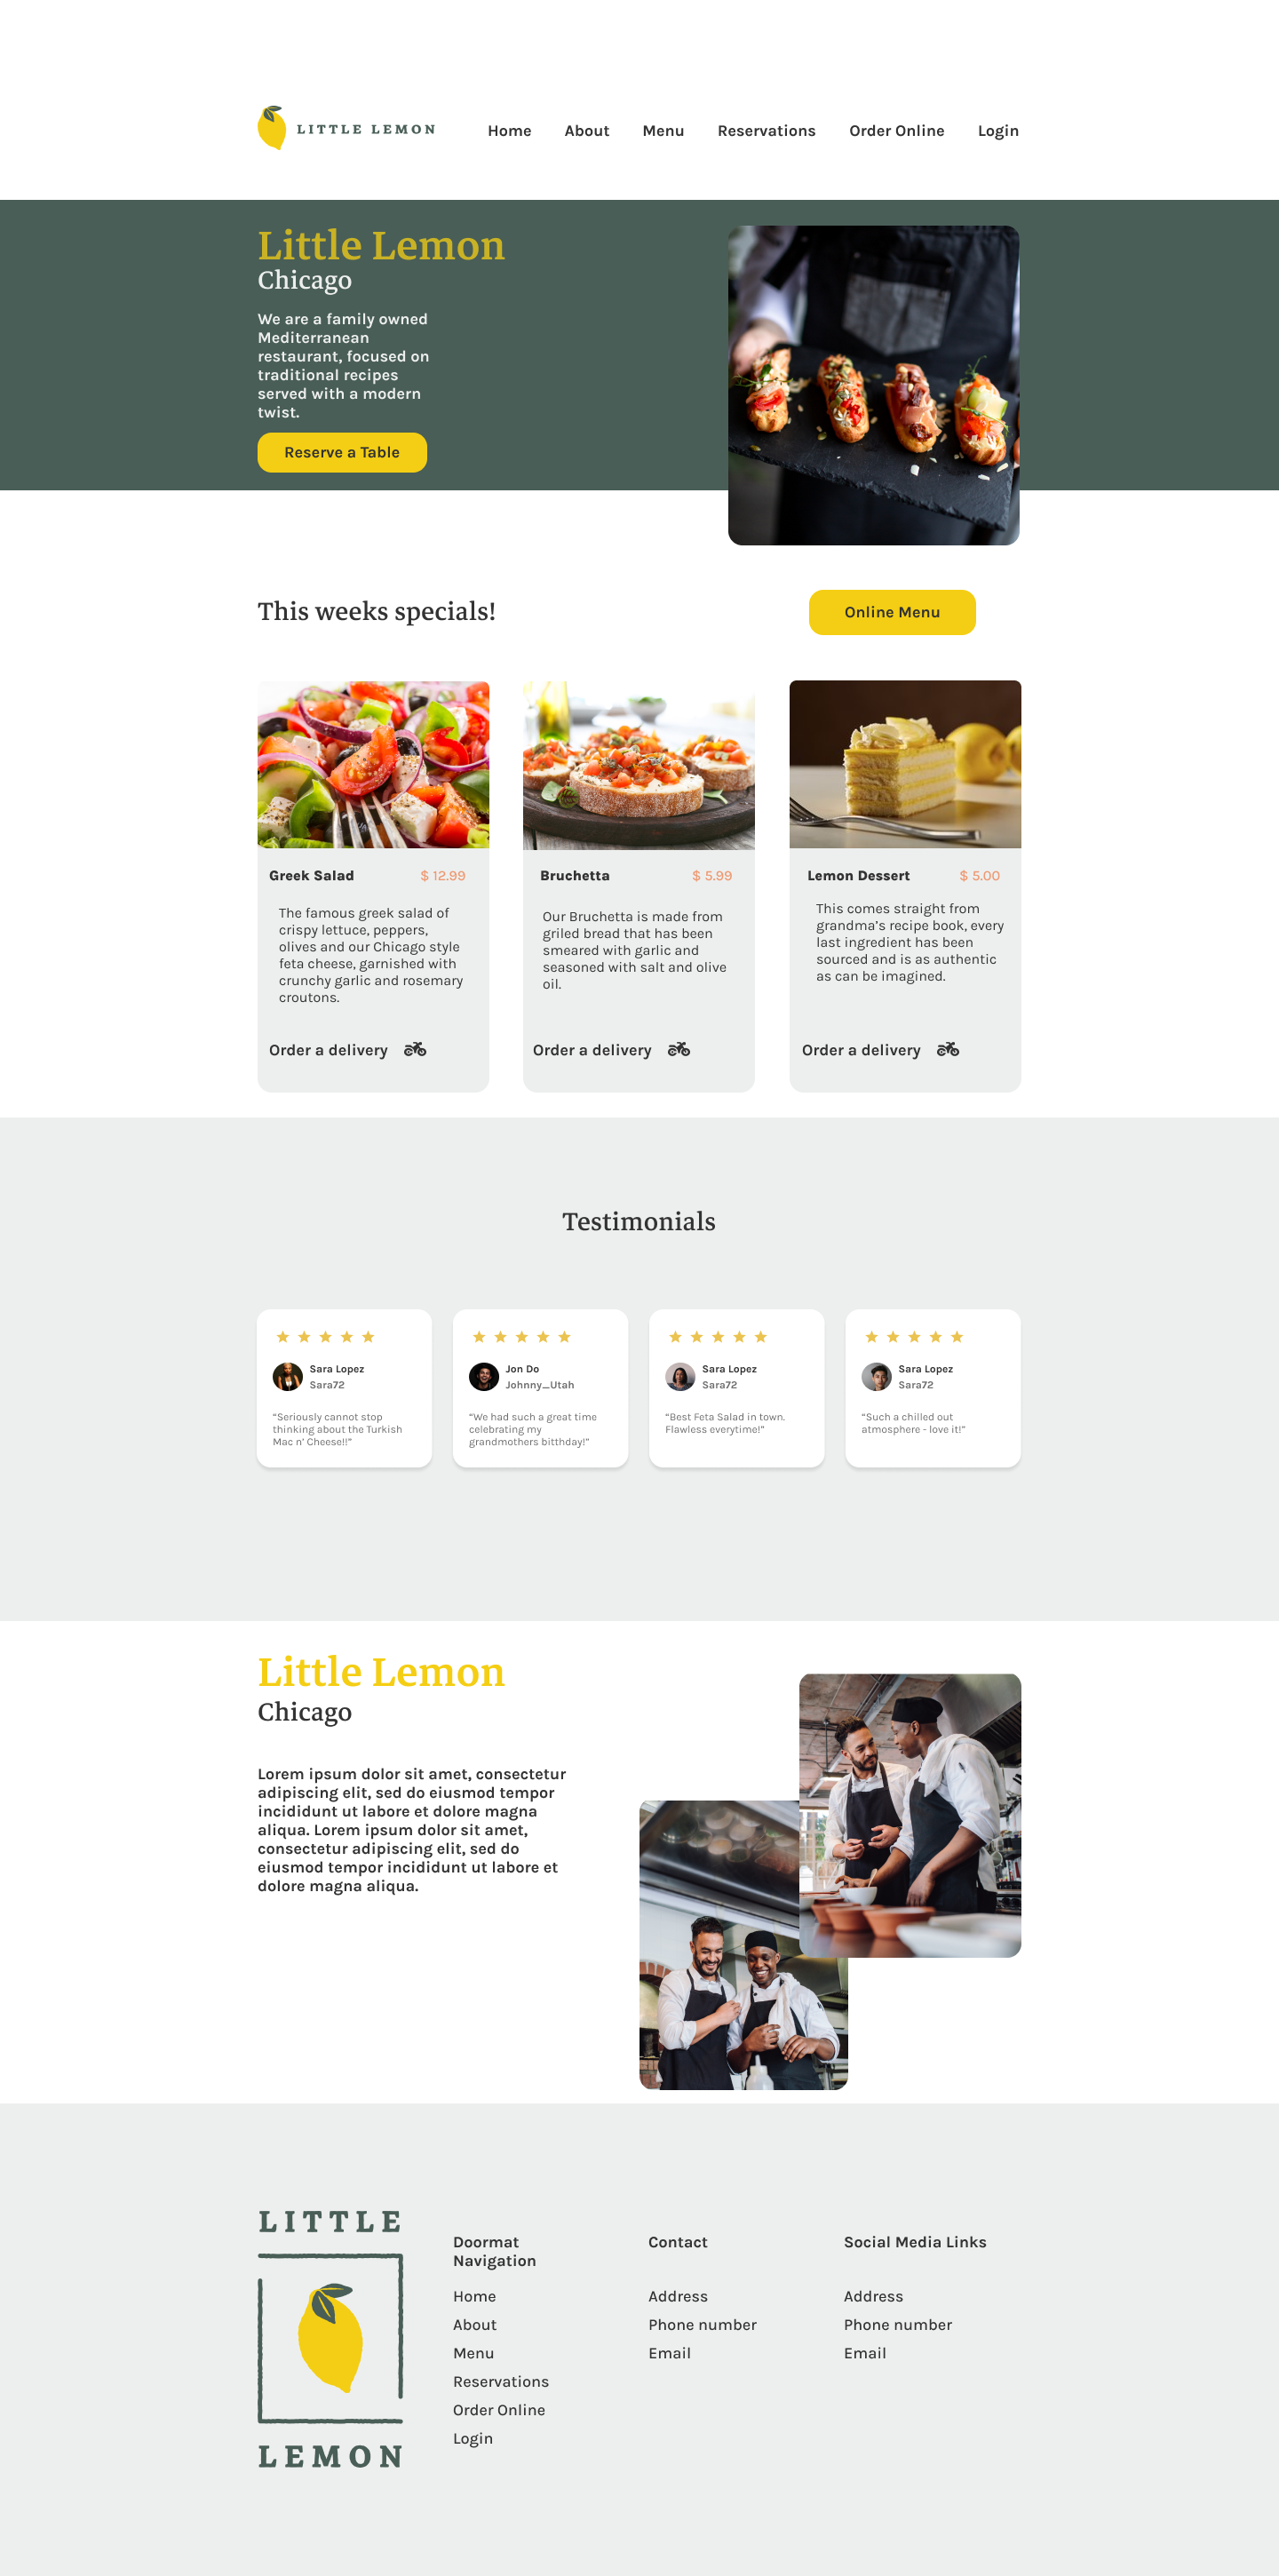 LITTLE LEMON
Home About Menu Reservations Order Online Login
Little Lemon
Chicago
We are a family owned
Mediterranean
restaurant, focused on
traditional recipes
served with a modern
twist.
Reserve a Table
This weeks specials!
Online Menu
Greek Salad $ 12.99
The famous greek salad of
crispy lettuce, peppers,
olives and our Chicago style
feta cheese, garnished with
crunchy garlic and rosemary
croutons.
Order a delivery
Bruchetta $ 5.99
Our Bruchetta is made from
griled bread that has been
smeared with garlic and
seasoned with salt and olive
oil.
Order a delivery
Lemon Dessert $ 5.00
This comes straight from
grandma’s recipe book, every
last ingredient has been
sourced and is as authentic
as can be imagined.
Order a delivery
Testimonials
Sara Lopez
Sara72
“Seriously cannot stop
thinking about the Turkish
Mac n’ Cheese!!”
Jon Do
Johnny_Utah
“We had such a great time
celebrating my
grandmothers bitthday!”
Sara Lopez
Sara72
“Best Feta Salad in town.
Flawless everytime!”
Sara Lopez
Sara72
“Such a chilled out
atmosphere - love it!”
Little Lemon
Chicago
Lorem ipsum dolor sit amet, consectetur
adipiscing elit, sed do eiusmod tempor
incididunt ut labore et dolore magna
aliqua. Lorem ipsum dolor sit amet,
consectetur adipiscing elit, sed do
eiusmod tempor incididunt ut labore et
dolore magna aliqua.
LITTLE
LEMON
Doormat
Navigation
Home
About
Menu
Reservations
Order Online
Login
Contact
Address
Phone number
Email
Social Media Links
Address
Phone number
Email